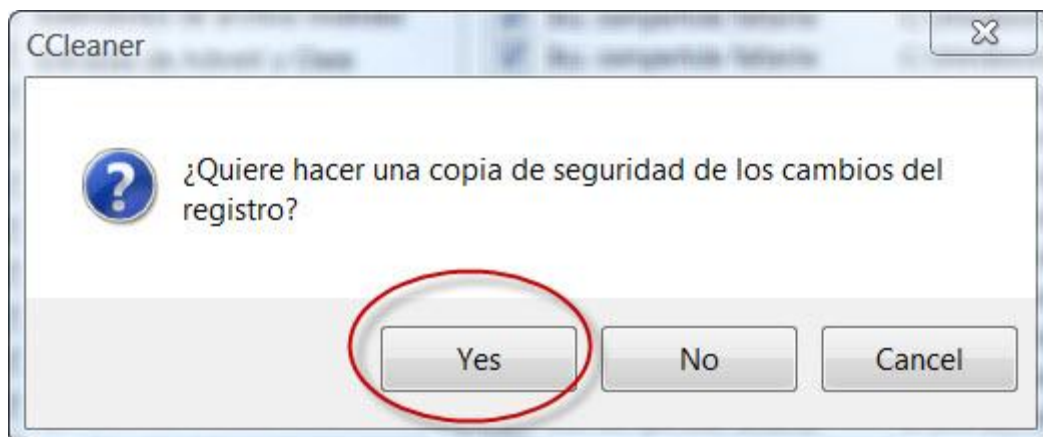 CCleaner
¿Quiere hacer una copia de seguridad de los cambios del
registro?
Yes
No
Cancel